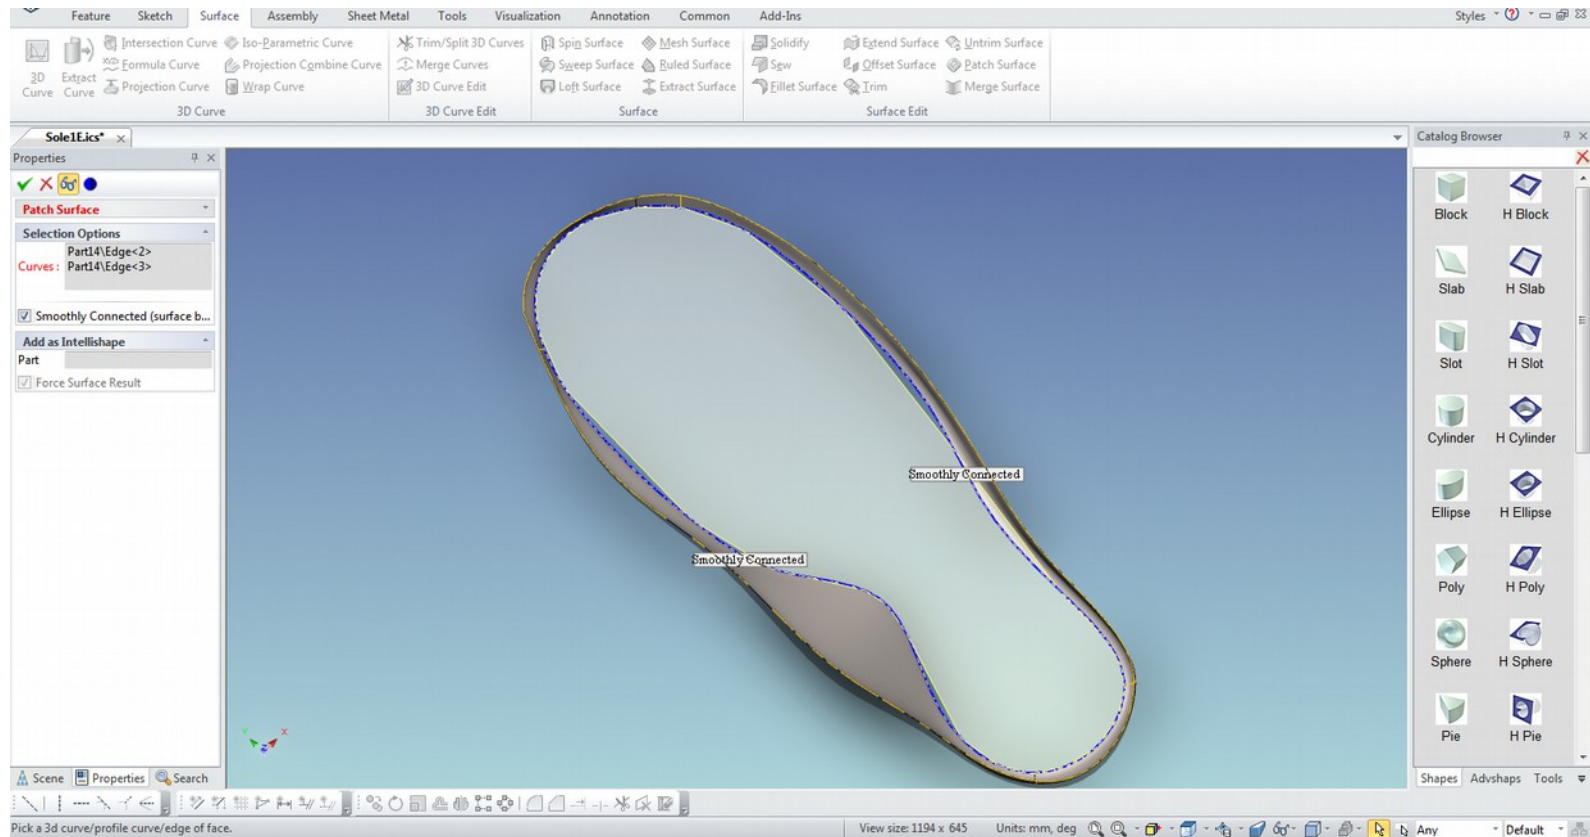 Feature Sketch Surface Assembly Sheet Metal Tools Visualization Annotation Common Add-Ins Styles
Intersection Curve Iso-Parametric Curve Trim/Split 3D Curves Spin Surface Mesh Surface Solidify Extend Surface Untrim Surface
Formula Curve Projection Combine Curve Merge Curves Sweep Surface Ruled Surface Sew Offset Surface Patch Surface
3D Curve Extract Curve Projection Curve Wrap Curve 3D Curve Edit Loft Surface Extract Surface Fillet Surface Trim Merge Surface
3D Curve 3D Curve Edit Surface Surface Edit
Sole1E.ics* Catalog Browser
Properties
Patch Surface
Selection Options
Part14\Edge<2>
Curves : Part14\Edge<3>
Smoothly Connected (surface b...
Add as Intellishape
Part
Force Surface Result
Smoothly Connected
Smoothly Connected
Block H Block
Slab H Slab
Slot H Slot
Cylinder H Cylinder
Ellipse H Ellipse
Poly H Poly
Sphere H Sphere
Pie H Pie
Y X Z
Scene Properties Search Shapes Advshaps Tools
Pick a 3d curve/profile curve/edge of face. View size: 1194 x 645 Units: mm, deg Any Default